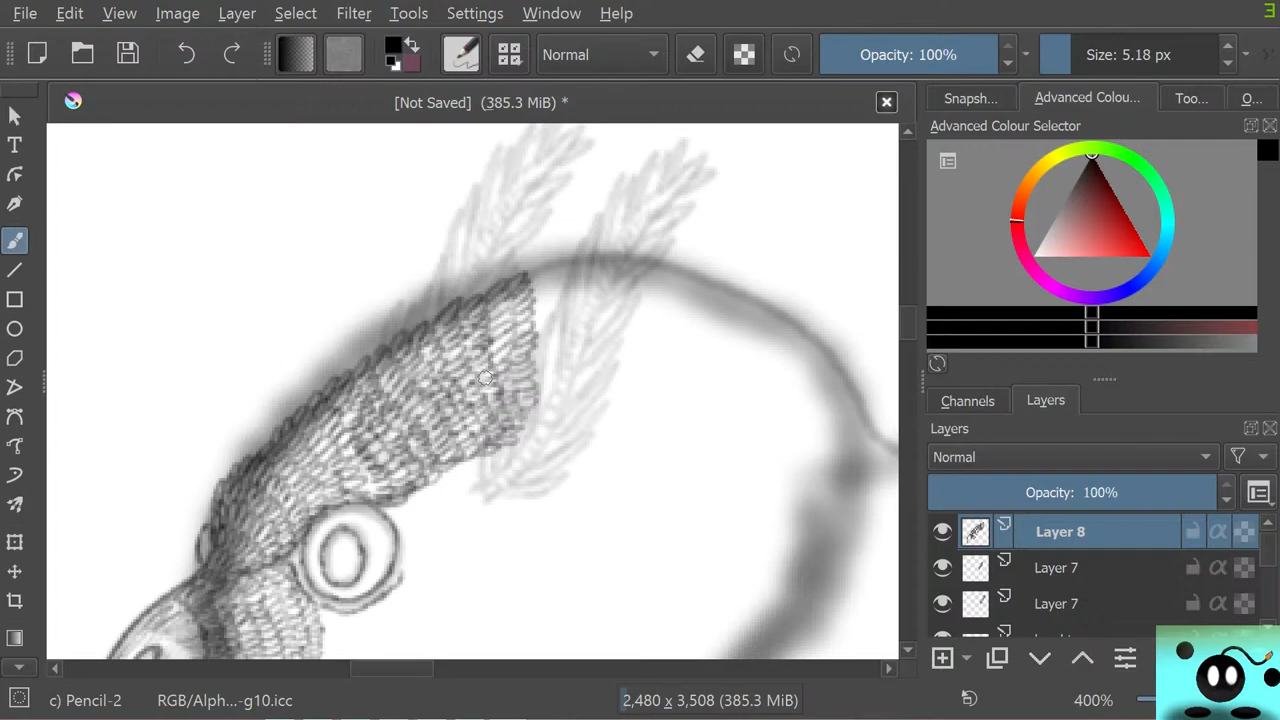 File Edit View Image Layer Select Filter Tools Settings Window Help
3
Normal
Opacity: 100%
Size: 5.18 px
[Not Saved] (385.3 MiB) *
Snapsh... Advanced Colou... Too... O...
Advanced Colour Selector
Channels Layers
Layers
Normal
Opacity: 100%
Layer 8
Layer 7
Layer 7
c) Pencil-2 RGB/Alph...-g10.icc 2,480 x 3,508 (385.3 MiB) 400%